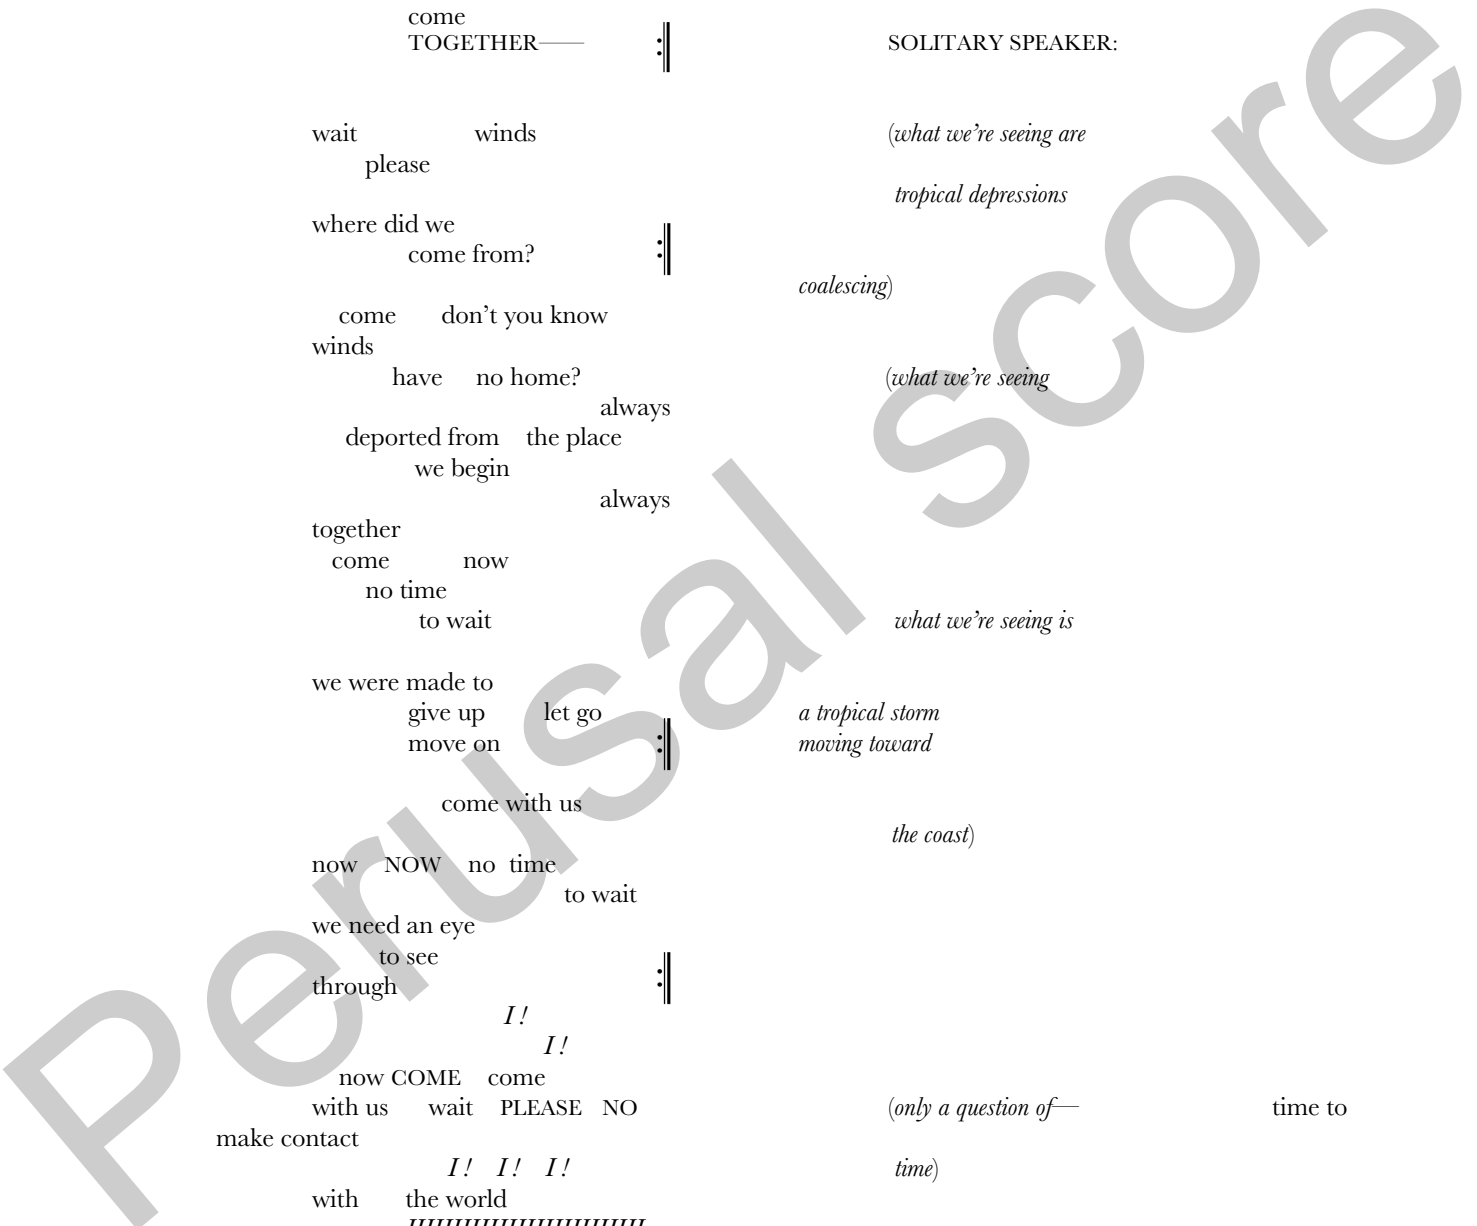 come
TOGETHER—— SOLITARY SPEAKER:
wait winds (what we're seeing are
please
tropical depressions
where did we
come from?
coalescing)
come don't you know
winds
have no home? (what we're seeing
always
deported from the place
we begin
always
together
come now
no time
to wait what we're seeing is
we were made to
give up let go a tropical storm
move on moving toward
come with us
the coast)
now NOW no time
to wait
we need an eye
to see
through
I!
I!
now COME come
with us wait PLEASE NO (only a question of— time to
make contact
I! I! I! time)
with the world
Perusal score